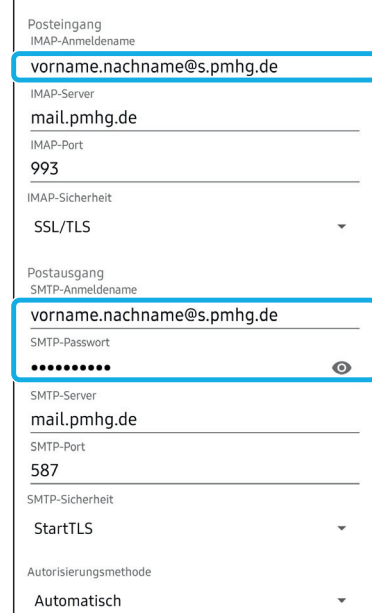 Posteingang
IMAP-Anmeldename
vorname.nachname@s.pmhg.de
IMAP-Server
mail.pmhg.de
IMAP-Port
993
IMAP-Sicherheit
SSL/TLS
Postausgang
SMTP-Anmeldename
vorname.nachname@s.pmhg.de
SMTP-Passwort
••••••••••
SMTP-Server
mail.pmhg.de
SMTP-Port
587
SMTP-Sicherheit
StartTLS
Autorisierungsmethode
Automatisch